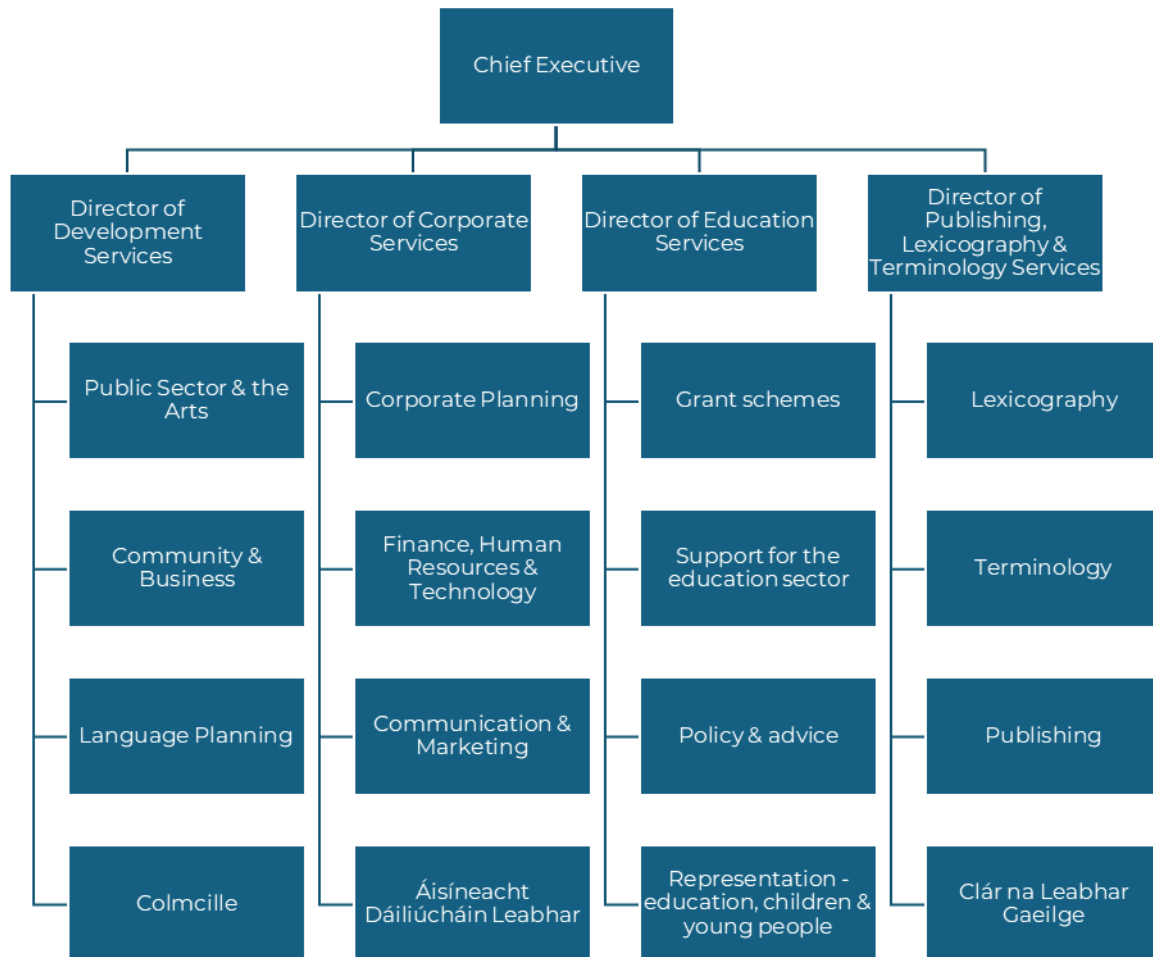 Chief Executive
Director of
Development
Services
Director of Corporate
Services
Director of Education
Services
Director of
Publishing,
Lexicography &
Terminology Services
Public Sector & the
Arts
Corporate Planning
Grant schemes
Lexicography
Community &
Business
Finance, Human
Resources &
Technology
Support for the
education sector
Terminology
Language Planning
Communication &
Marketing
Policy & advice
Publishing
Colmcille
Áisíneacht
Dáiliúcháin Leabhar
Representation -
education, children &
young people
Clár na Leabhar
Gaeilge